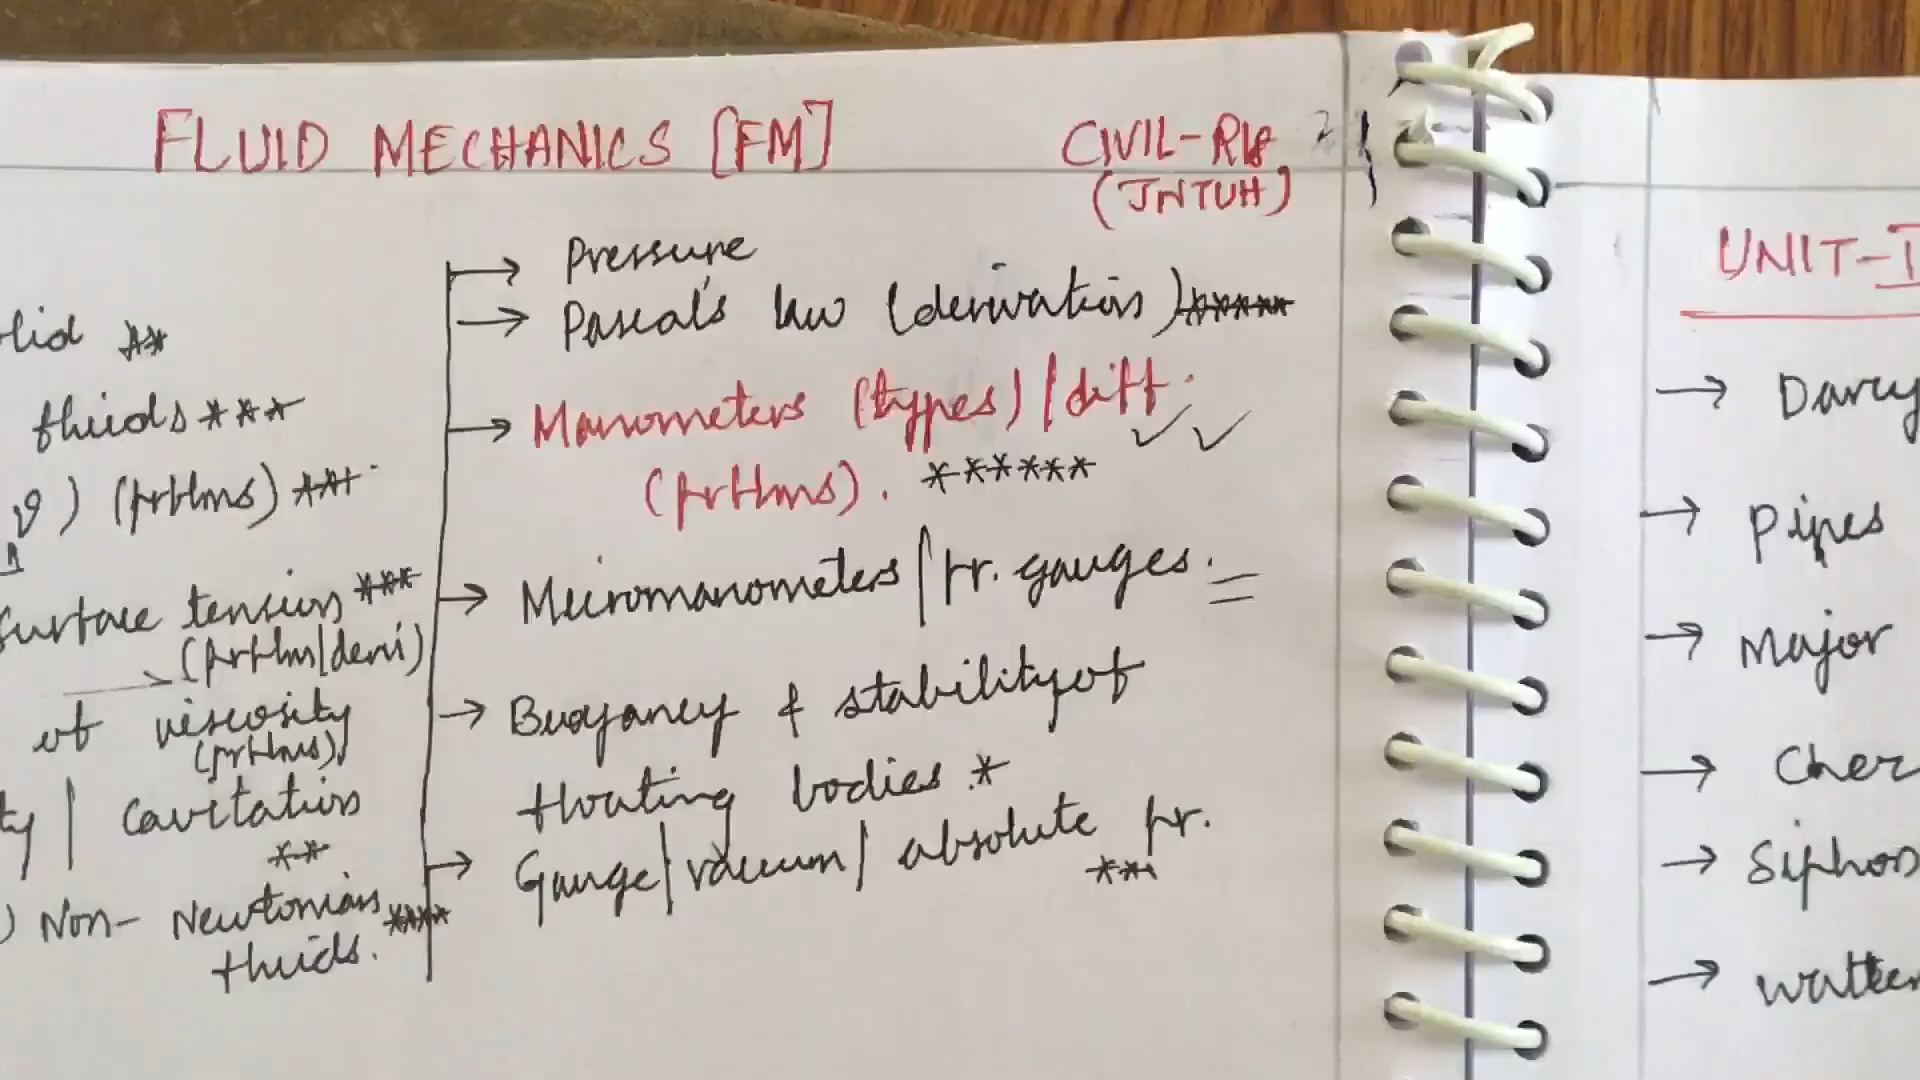 FLUID MECHANICS [FM]
CIVIL-R18
(JNTUH)
lid **
fluids ***
) (prblms) ***
Surface tension ***
(prblm/deri)
of viscosity
(prblms)
ty / Cavitation
**
) Non-Newtonian ****
fluids.
→ Pressure
→ Pascal's law (derivation) *****
→ Manometers (types) / diff.
(prblms). ******
→ Micromanometers / pr. gauges.
→ Buoyancy & stability of
floating bodies. *
→ Gauge / vacuum / absolute pr.
***
UNIT-I
→ Darcy
→ Pipes
→ Major
→ Siphon
→ Water